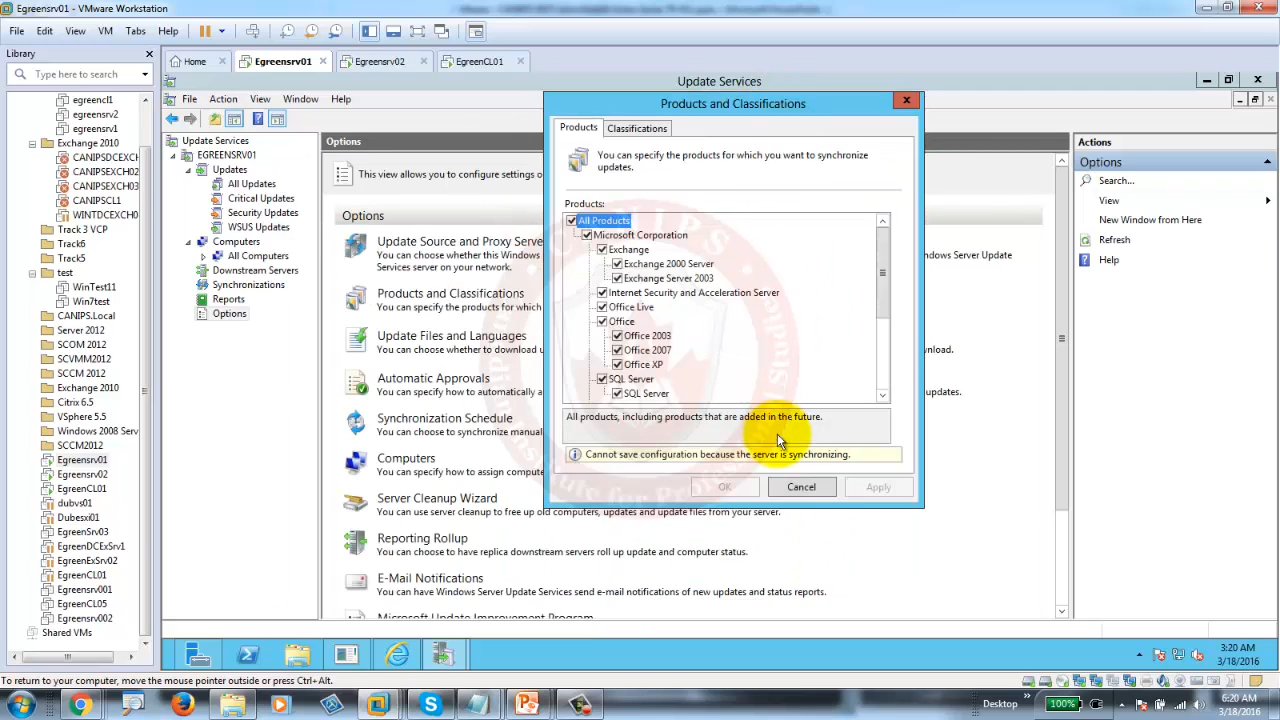 Egreensrv01 - VMware Workstation
File Edit View VM Tabs Help
Library
Type here to search
egreencl1
egreensrv2
egreensrv1
Exchange 2010
CANIPSDCEXCH
CANIPSEXCH02
CANIPSEXCH03
CANIPSCL1
WINTDCEXCH0
Track 3 VCP
Track6
Track5
test
WinTest11
Win7test
CANIPS.Local
Server 2012
SCOM 2012
SCVMM2012
SCCM 2012
Exchange 2010
Citrix 6.5
VSphere 5.5
Windows 2008 Serv
SCCM2012
Egreensrv01
Egreensrv02
EgreenCL01
dubvs01
Dubesxi01
EgreenSrv03
EgreenDCExSrv1
EgreenExSrv02
EgreenCL01
Egreensrv001
EgreenCL05
Egreensrv002
Shared VMs
Home Egreensrv01 Egreensrv02 EgreenCL01
Update Services
File Action View Window Help
Update Services
EGREENSRV01
Updates
All Updates
Critical Updates
Security Updates
WSUS Updates
Computers
All Computers
Downstream Servers
Synchronizations
Reports
Options
Options
This view allows you to configure settings o
Options
Update Source and Proxy Serve
You can choose whether this Windows
Services server on your network.
Windows Server Update
Products and Classifications
You can specify the products for which
Update Files and Languages
You can choose whether to download u
download.
Automatic Approvals
You can specify how to automatically a
Synchronization Schedule
You can choose to synchronize manual
Computers
You can specify how to assign compute
Server Cleanup Wizard
You can use server cleanup to free up old computers, updates and update files from your server.
Reporting Rollup
You can choose to have replica downstream servers roll up update and computer status.
E-Mail Notifications
You can have Windows Server Update Services send e-mail notifications of new updates and status reports.
Microsoft Update Improvement Program
Products and Classifications
Products Classifications
You can specify the products for which you want to synchronize
updates.
Products:
All Products
Microsoft Corporation
Exchange
Exchange 2000 Server
Exchange Server 2003
Internet Security and Acceleration Server
Office Live
Office
Office 2003
Office 2007
Office XP
SQL Server
SQL Server
All products, including products that are added in the future.
Cannot save configuration because the server is synchronizing.
OK Cancel Apply
Actions
Options
Search...
View
New Window from Here
Refresh
Help
3:20 AM
3/18/2016
To return to your computer, move the mouse pointer outside or press Ctrl+Alt.
Desktop
100%
6:20 AM
3/18/2016